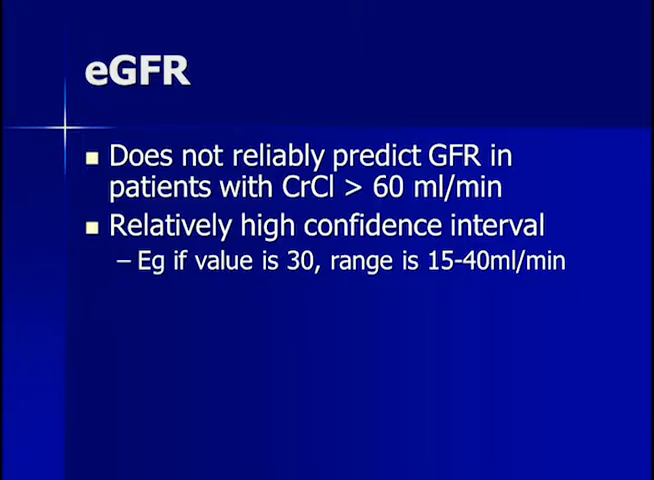 eGFR
Does not reliably predict GFR in
patients with CrCl > 60 ml/min
Relatively high confidence interval
– Eg if value is 30, range is 15-40ml/min